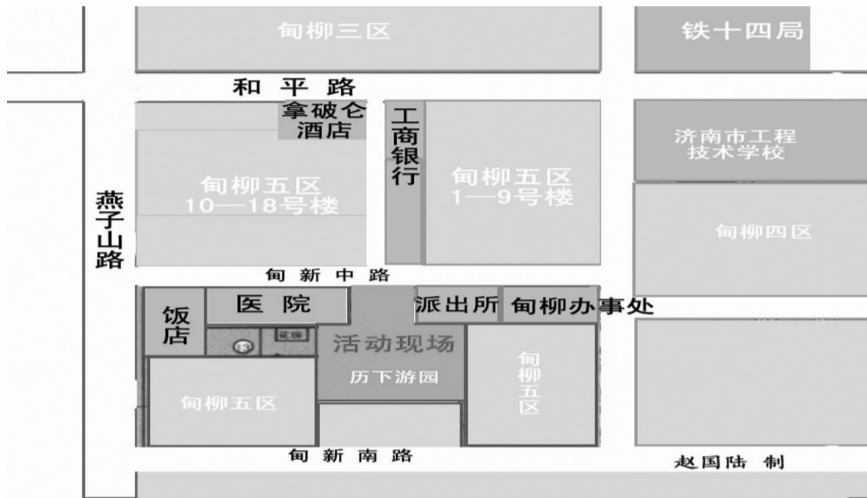 甸柳三区
铁十四局
和平路
拿破仑
酒店
工商银行
济南市工程
技术学校
甸柳五区
10—18号楼
甸柳五区
1—9号楼
燕子山路
甸柳四区
甸新中路
饭店
医院
派出所
甸柳办事处
活动现场
历下游园
甸柳五区
甸柳五区
甸新南路
赵国陆 制